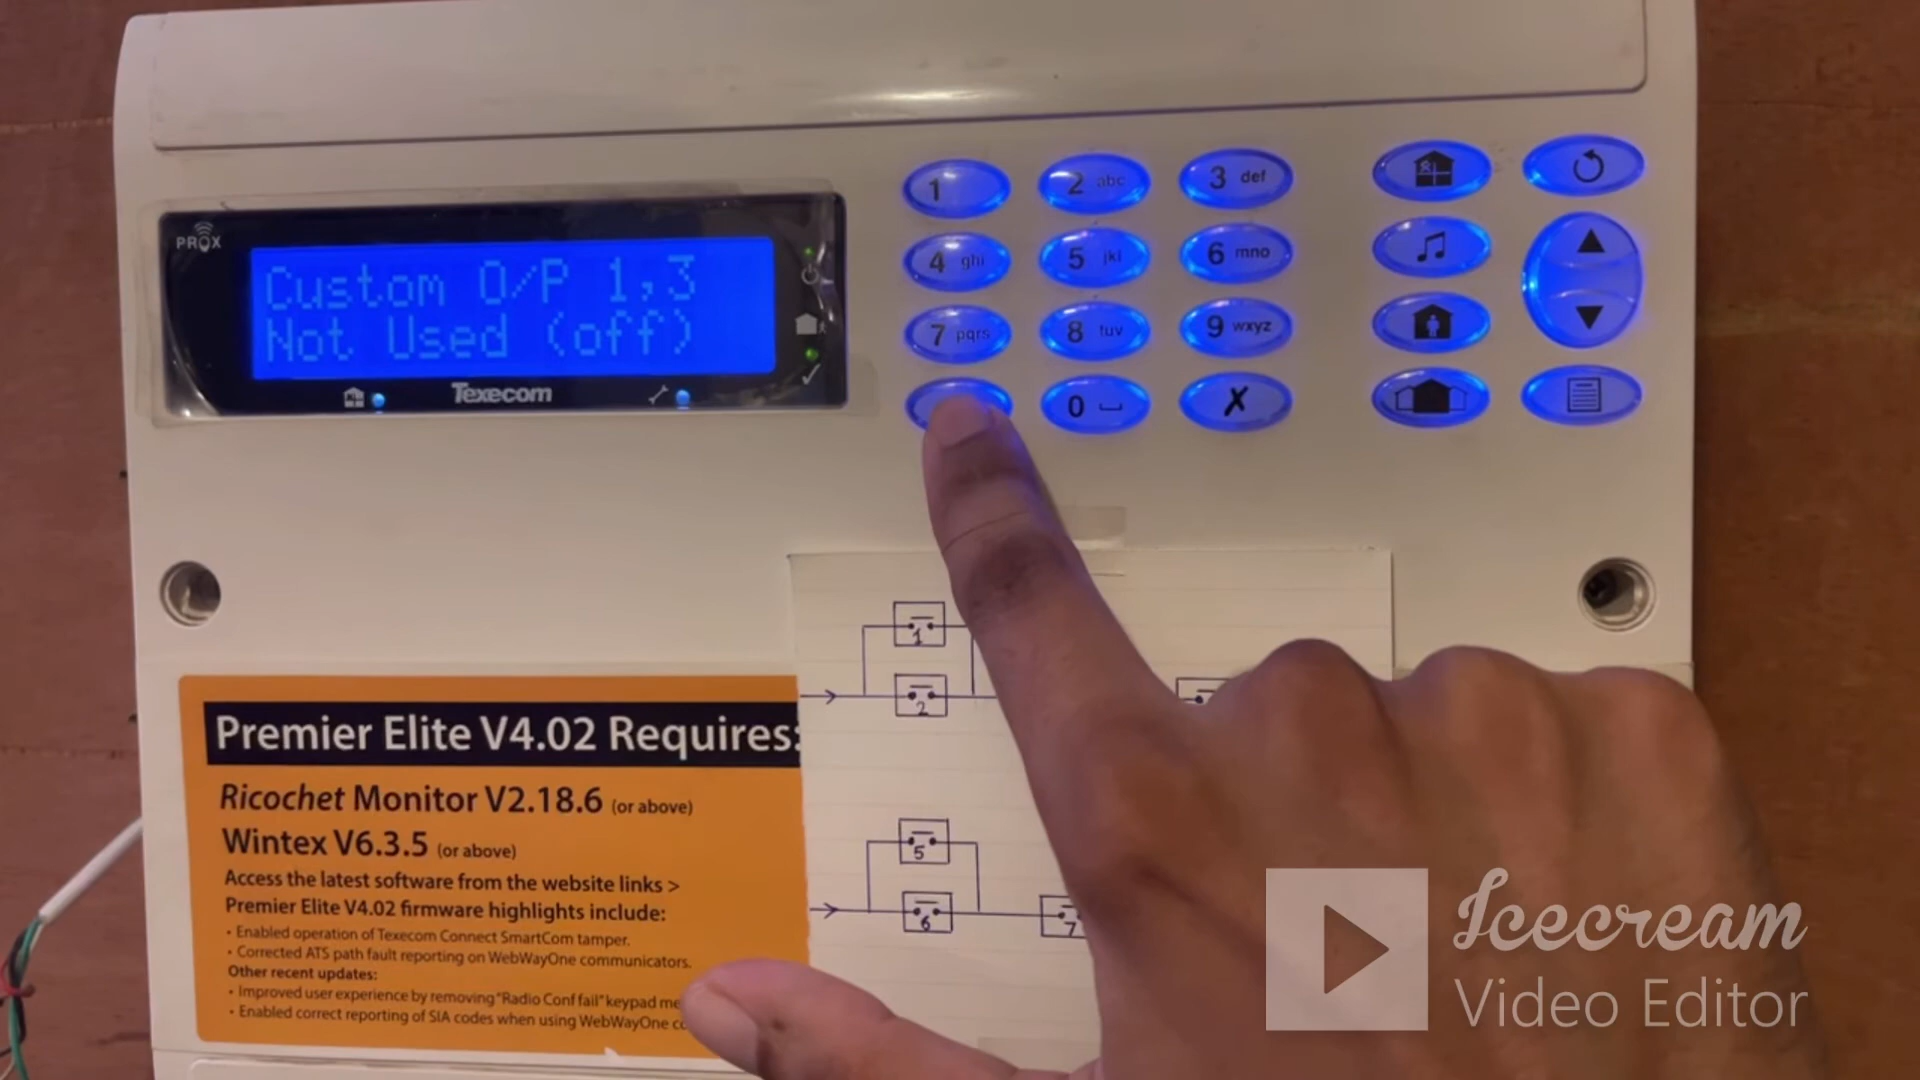 PROX
Custom O/P 1,3
Not Used (off)
Texecom
1
2 abc
3 def
4 ghi
5 jkl
6 mno
7 pqrs
8 tuv
9 wxyz
0
X
1
2
5
6
7
Premier Elite V4.02 Requires:
Ricochet Monitor V2.18.6 (or above)
Wintex V6.3.5 (or above)
Access the latest software from the website links >
Premier Elite V4.02 firmware highlights include:
• Enabled operation of Texecom Connect SmartCom tamper.
• Corrected ATS path fault reporting on WebWayOne communicators.
Other recent updates:
• Improved user experience by removing "Radio Conf fail" keypad me
• Enabled correct reporting of SIA codes when using WebWayOne co
Icecream
Video Editor